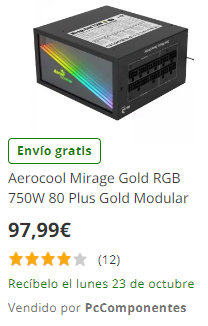 Envío gratis
Aerocool Mirage Gold RGB
750W 80 Plus Gold Modular
97,99€
(12)
Recíbelo el lunes 23 de octubre
Vendido por PcComponentes